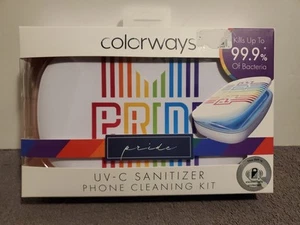 colorways
Kills Up To
99.9%*
Of Bacteria
PRIDE
pride
UV-C SANITIZER
PHONE CLEANING KIT